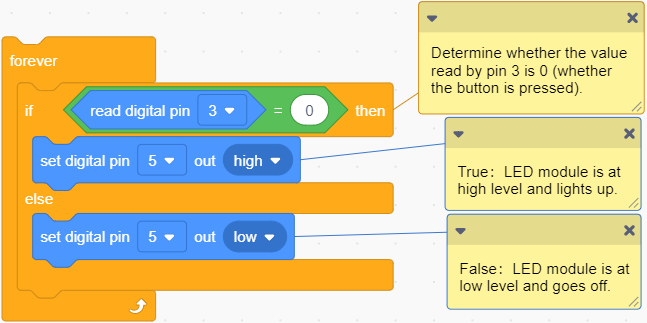 forever
if read digital pin 3 = 0 then
set digital pin 5 out high
else
set digital pin 5 out low
Determine whether the value
read by pin 3 is 0 (whether
the button is pressed).
True：LED module is at
high level and lights up.
False：LED module is at
low level and goes off.